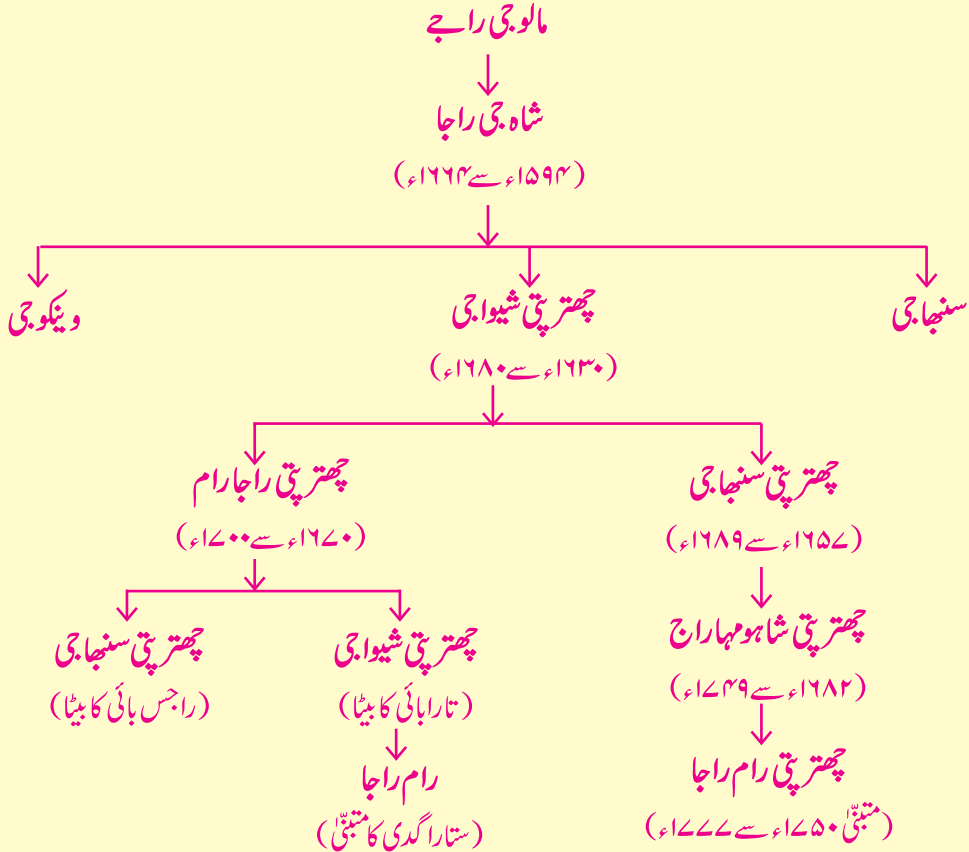 مالوجی راجے
شاہ جی راجا
(۱۵۹۴ء سے ۱۶۶۴ء)
سنبھاجی
چھترپتی شیواجی
وینکوجی
(۱۶۳۰ء سے ۱۶۸۰ء)
چھترپتی سنبھاجی
چھترپتی راجارام
(۱۶۵۷ء سے ۱۶۸۹ء)
(۱۶۷۰ء سے ۱۷۰۰ء)
چھترپتی شاہو مہاراج
چھترپتی شیواجی
چھترپتی سنبھاجی
(۱۶۸۲ء سے ۱۷۴۹ء)
(تارابائی کا بیٹا)
(راجس بائی کا بیٹا)
چھترپتی رام راجا
رام راجا
(متبنّیٰ ۱۷۵۰ء سے ۱۷۷۷ء)
(ستارا گدی کا متبنّیٰ)